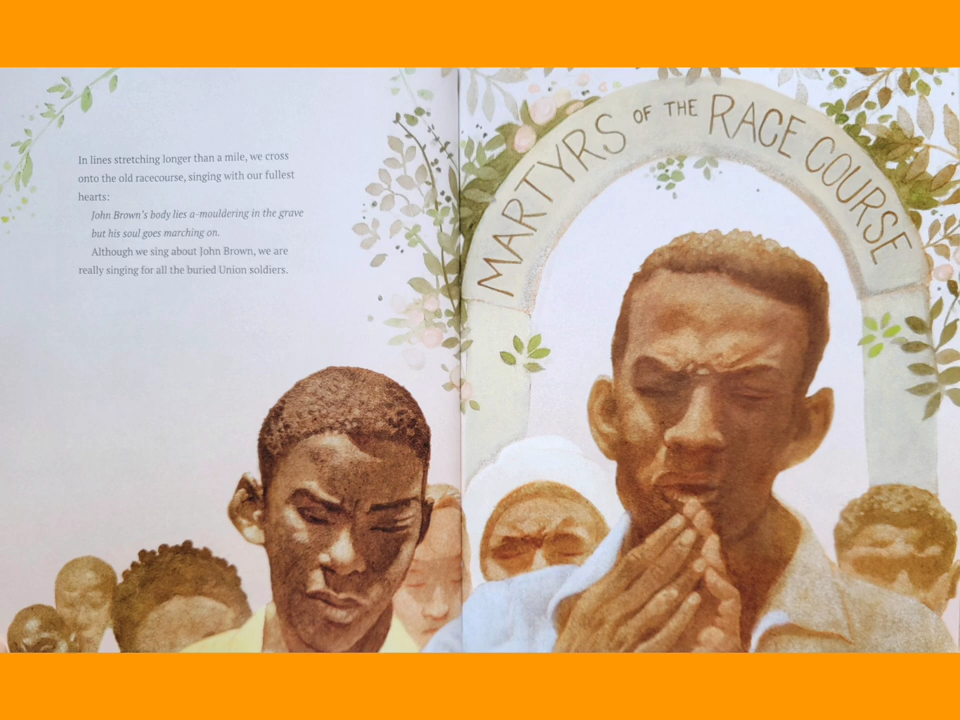 In lines stretching longer than a mile, we cross
onto the old racecourse, singing with our fullest
hearts:
John Brown's body lies a-mouldering in the grave
but his soul goes marching on.
Although we sing about John Brown, we are
really singing for all the buried Union soldiers.
MARTYRS OF THE RACE COURSE